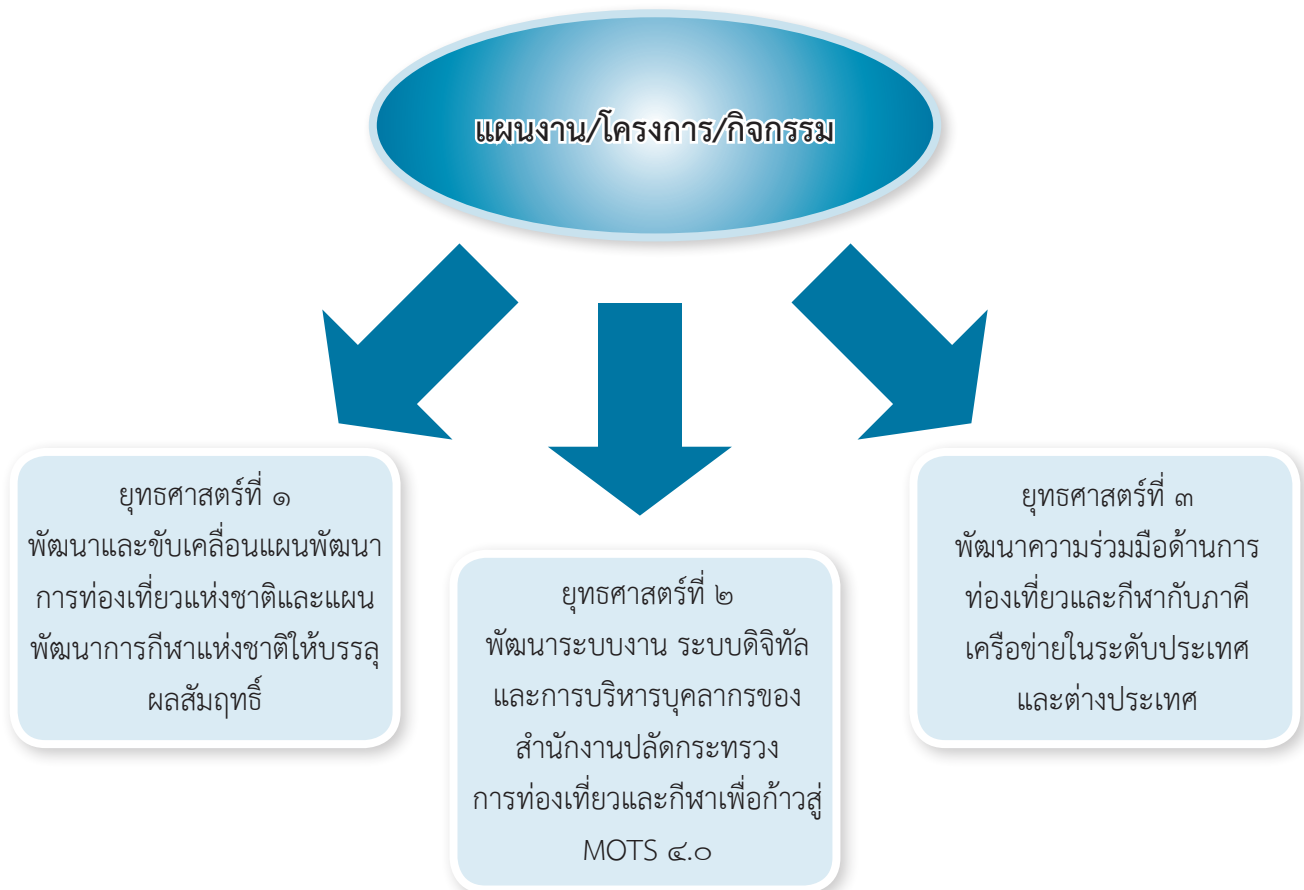 แผนงาน/โครงการ/กิจกรรม
ยุทธศาสตร์ที่ ๑
พัฒนาและขับเคลื่อนแผนพัฒนา
การท่องเที่ยวแห่งชาติและแผน
พัฒนาการกีฬาแห่งชาติให้บรรลุ
ผลสัมฤทธิ์
ยุทธศาสตร์ที่ ๒
พัฒนาระบบงาน ระบบดิจิทัล
และการบริหารบุคลากรของ
สำนักงานปลัดกระทรวง
การท่องเที่ยวและกีฬาเพื่อก้าวสู่
MOTS ๔.๐
ยุทธศาสตร์ที่ ๓
พัฒนาความร่วมมือด้านการ
ท่องเที่ยวและกีฬากับภาคี
เครือข่ายในระดับประเทศ
และต่างประเทศ